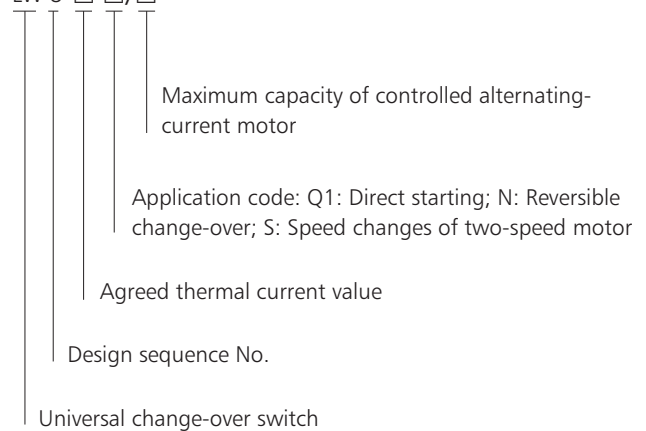 Maximum capacity of controlled alternating-
current motor
Application code: Q1: Direct starting; N: Reversible
change-over; S: Speed changes of two-speed motor
Agreed thermal current value
Design sequence No.
Universal change-over switch